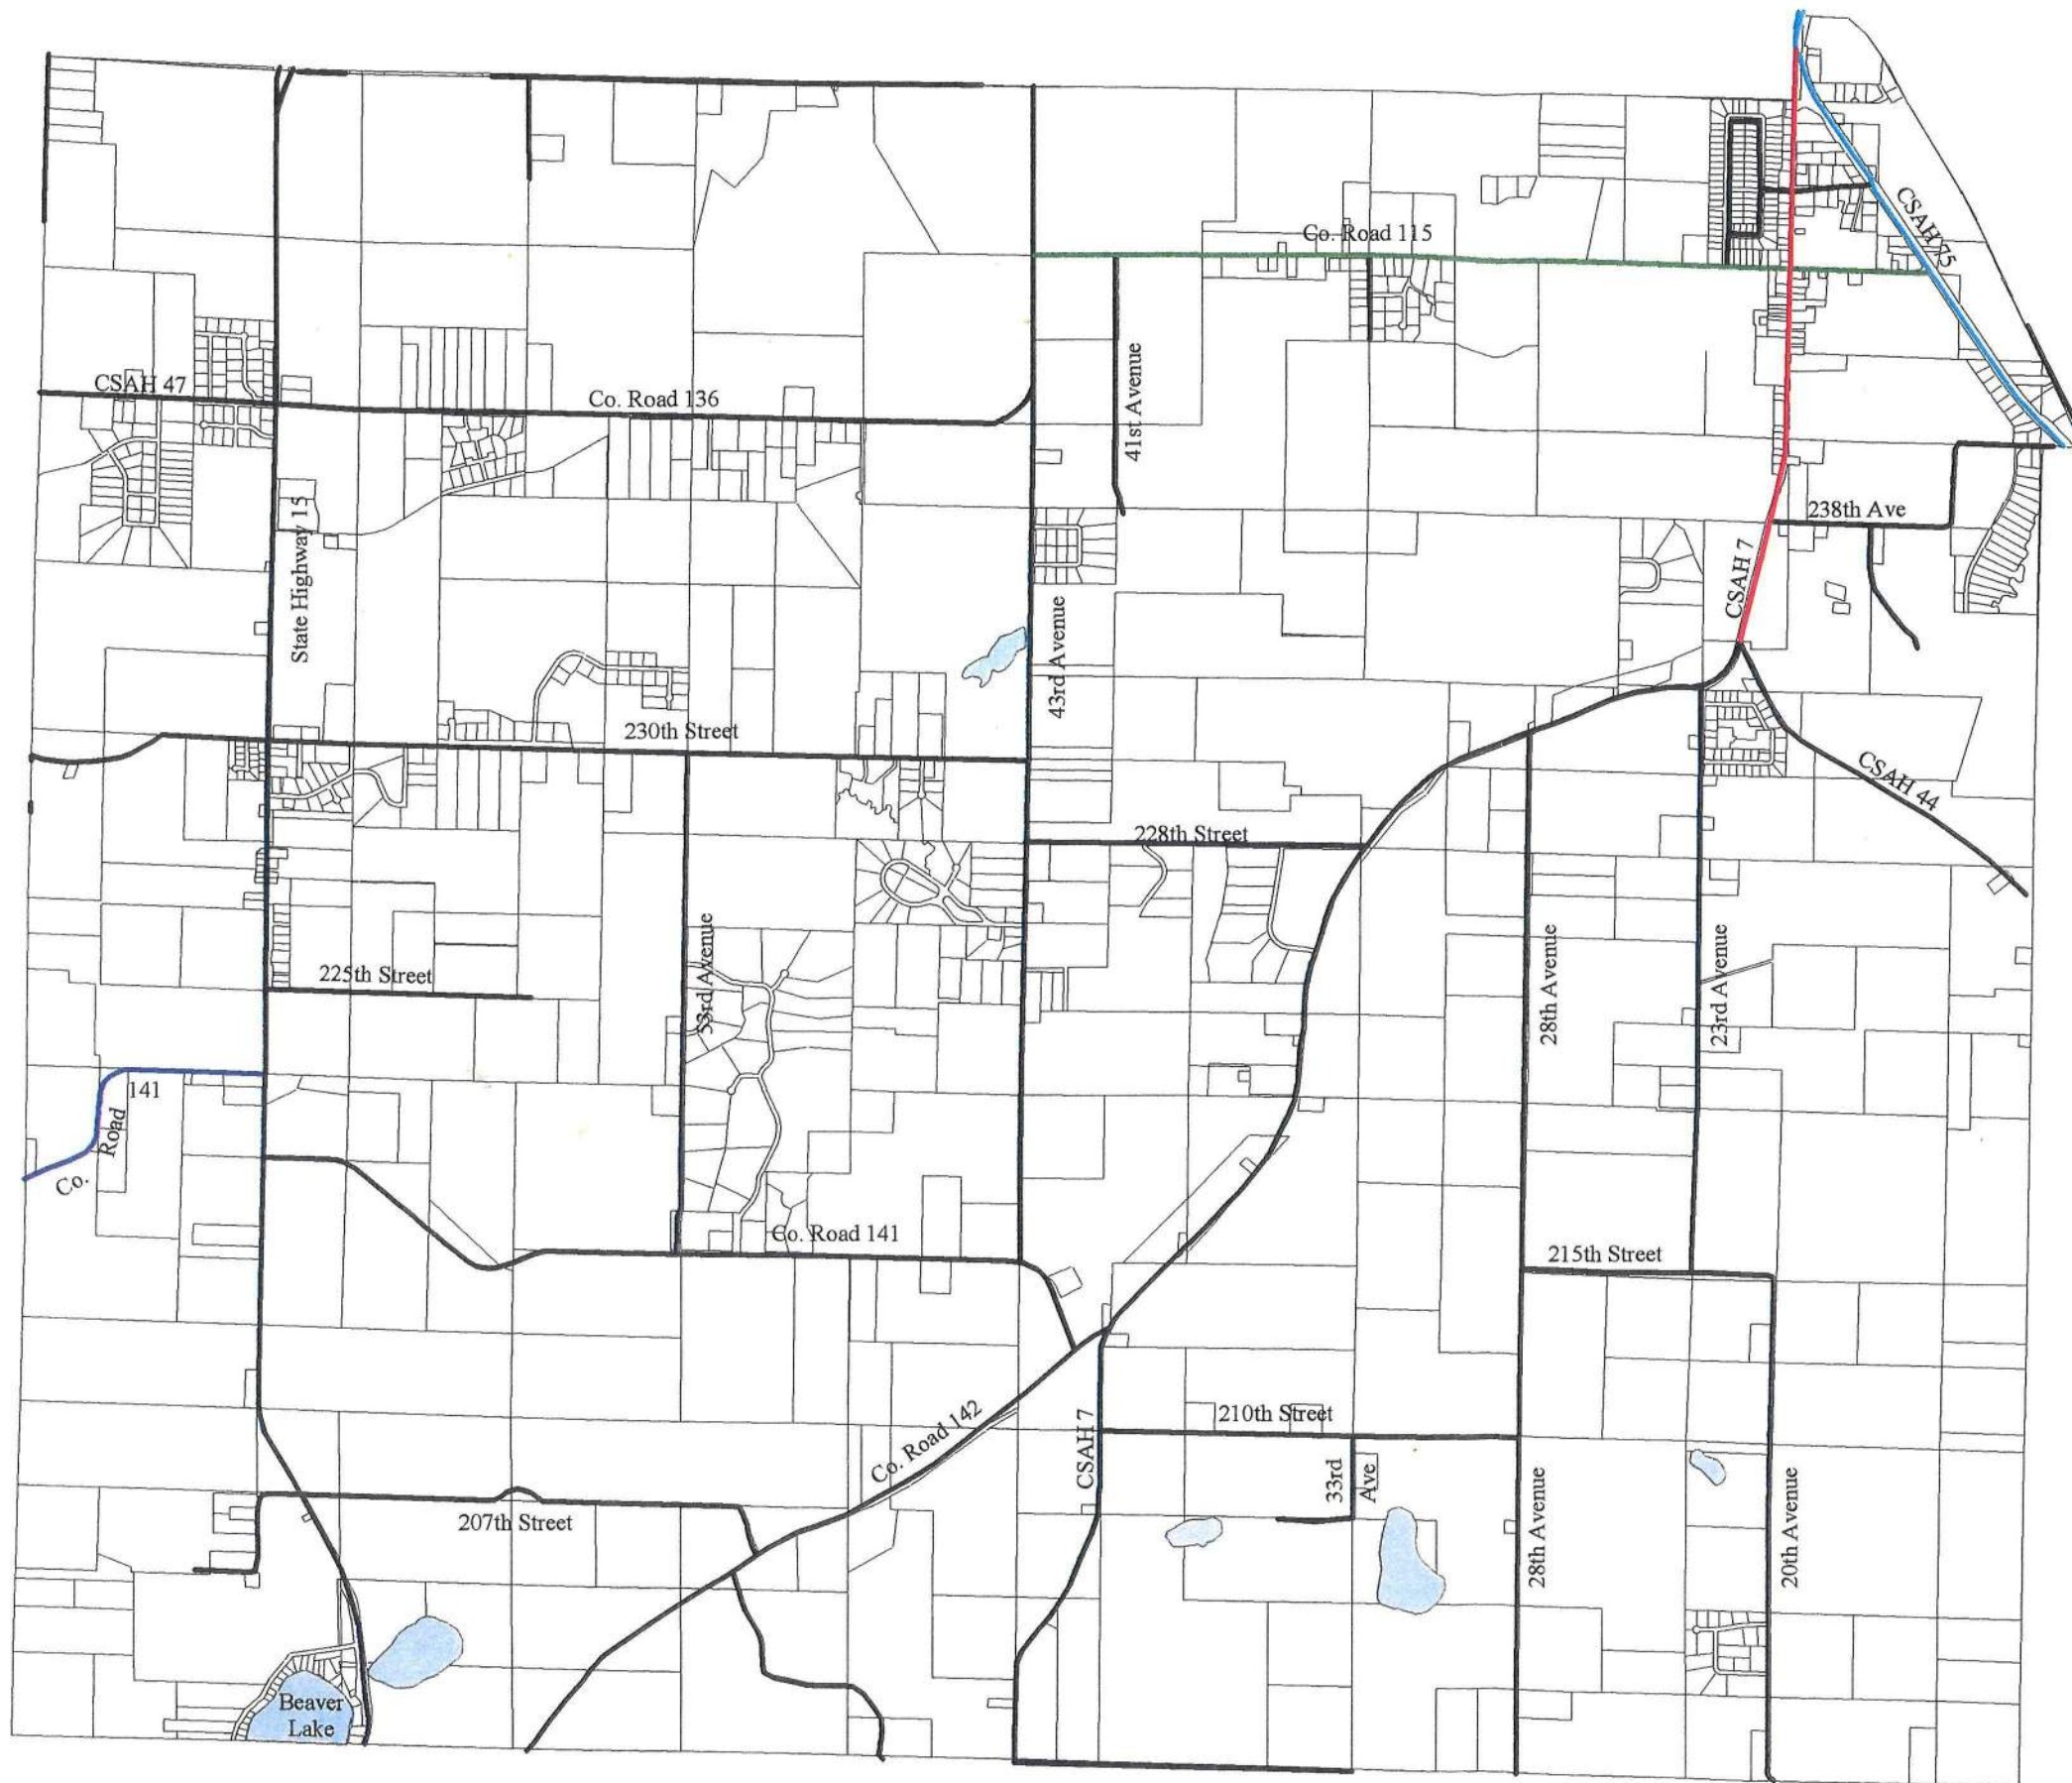 CSAH 75
Co. Road 115
CSAH 47
Co. Road 136
41st Avenue
State Highway 15
238th Ave
CSAH 7
43rd Avenue
230th Street
CSAH 44
228th Street
53rd Avenue
28th Avenue
23rd Avenue
225th Street
Co. Road 141
Co. Road 141
215th Street
Co. Road 142
CSAH 7
210th Street
33rd
Ave
207th Street
28th Avenue
20th Avenue
Beaver
Lake